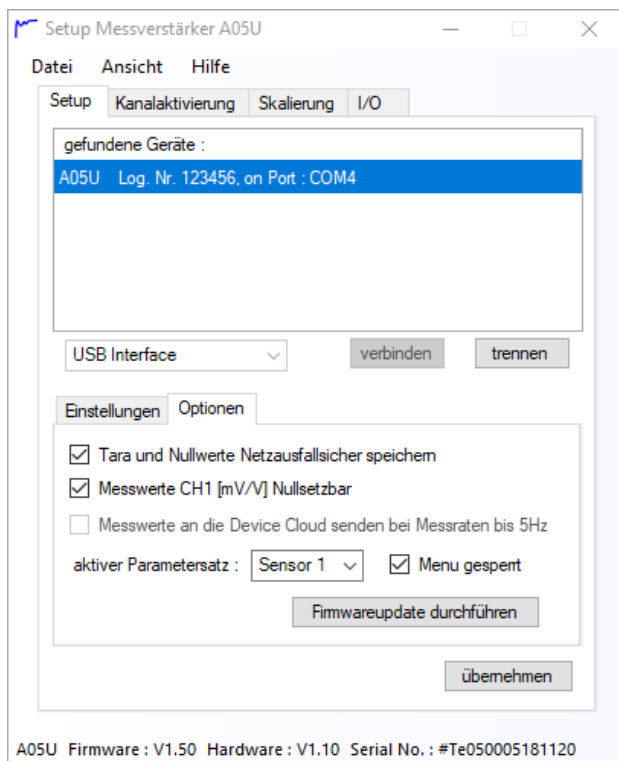 Setup Messverstärker A05U
Datei Ansicht Hilfe
Setup Kanalaktivierung Skalierung I/O
gefundene Geräte :
A05U Log. Nr. 123456, on Port : COM4
USB Interface verbinden trennen
Einstellungen Optionen
Tara und Nullwerte Netzausfallsicher speichern
Messwerte CH1 [mV/V] Nullsetzbar
Messwerte an die Device Cloud senden bei Messraten bis 5Hz
aktiver Parametersatz : Sensor 1 Menu gesperrt
Firmwareupdate durchführen
übernehmen
A05U Firmware : V1.50 Hardware : V1.10 Serial No. : #Te050005181120